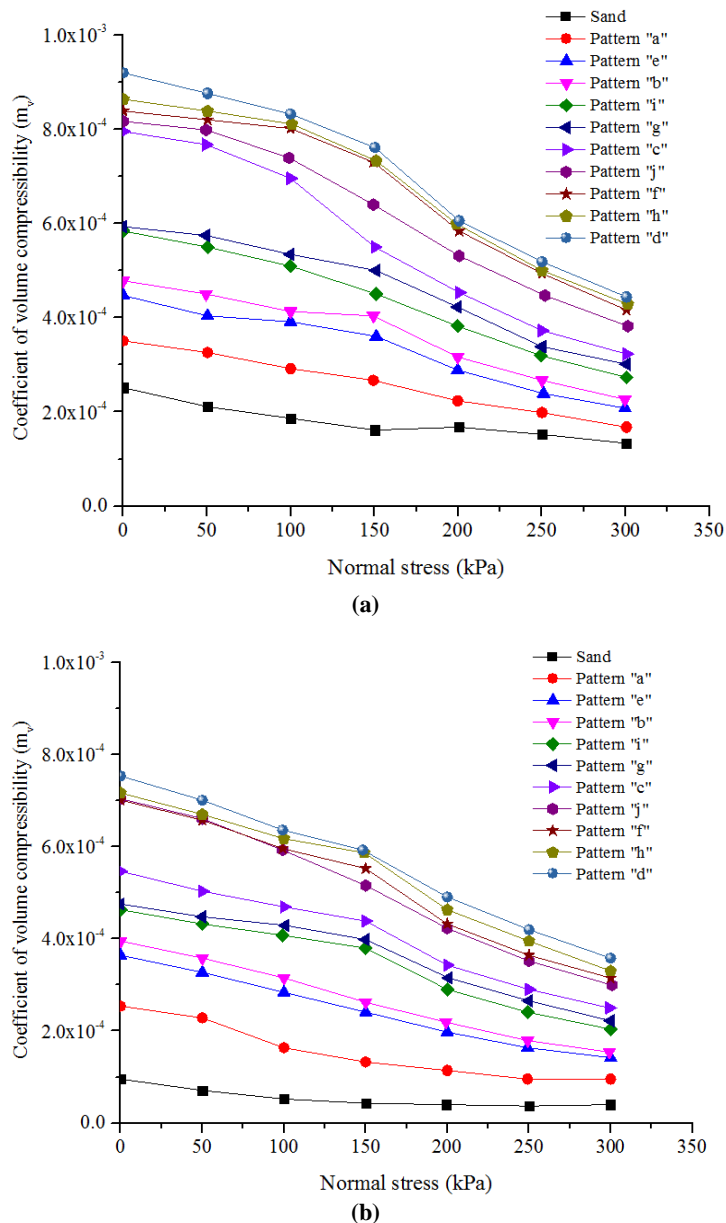 Sand
Pattern "a"
Pattern "e"
Pattern "b"
Pattern "i"
Pattern "g"
Pattern "c"
Pattern "j"
Pattern "f"
Pattern "h"
Pattern "d"
1.0x10-3
8.0x10-4
6.0x10-4
4.0x10-4
2.0x10-4
0.0
Coefficient of volume compressibility (mv)
0 50 100 150 200 250 300 350
Normal stress (kPa)
(a)
Sand
Pattern "a"
Pattern "e"
Pattern "b"
Pattern "i"
Pattern "g"
Pattern "c"
Pattern "j"
Pattern "f"
Pattern "h"
Pattern "d"
1.0x10-3
8.0x10-4
6.0x10-4
4.0x10-4
2.0x10-4
0.0
Coefficient of volume compressibility (mv)
0 50 100 150 200 250 300 350
Normal stress (kPa)
(b)